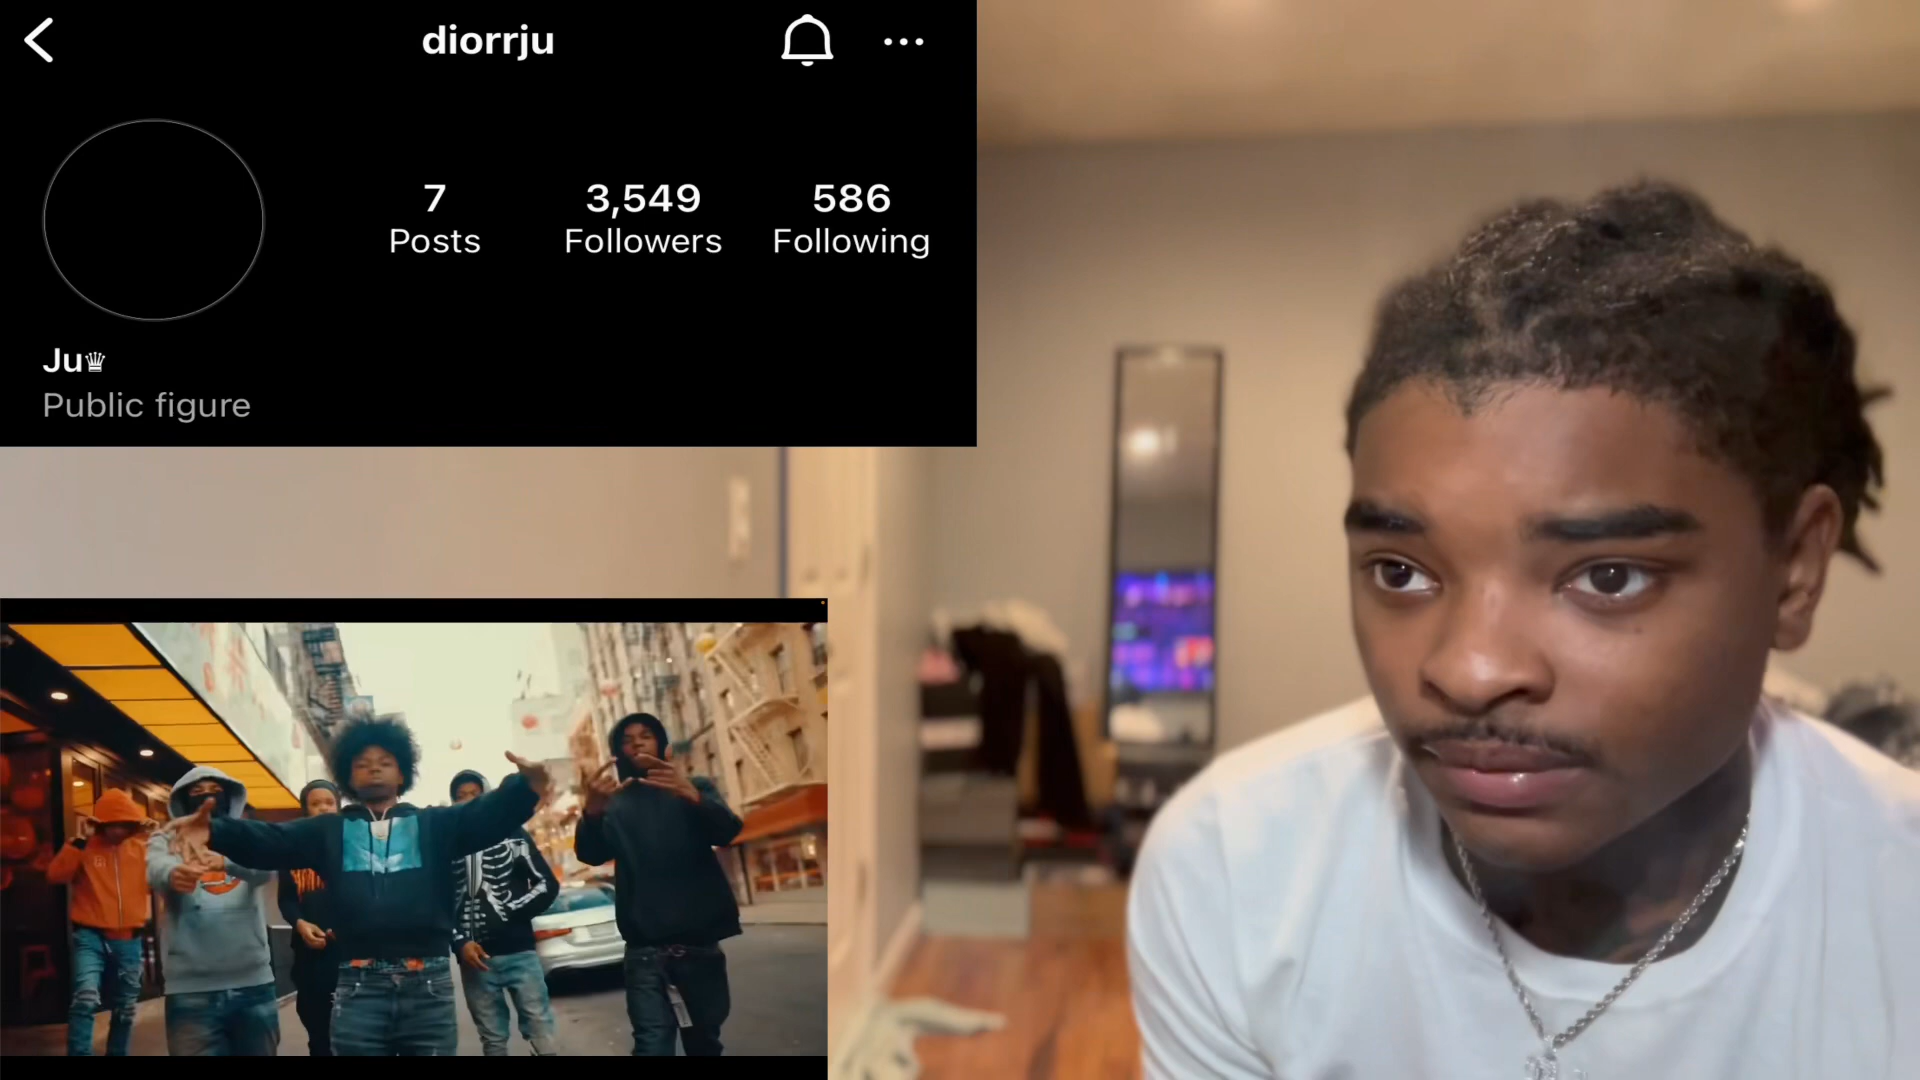 diorrju
7 3,549 586
Posts Followers Following
Ju♛
Public figure